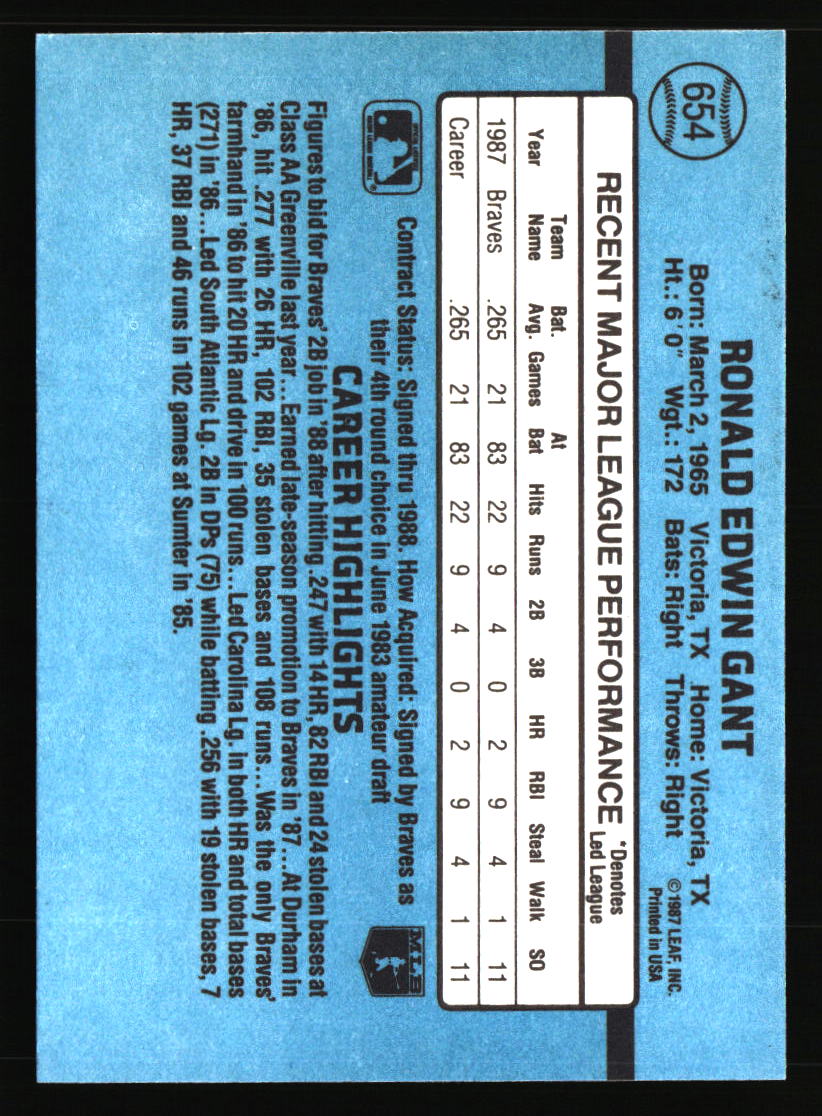 654
RONALD EDWIN GANT
Born: March 2, 1965 Victoria, TX Home: Victoria, TX
Ht.: 6'0" Wgt.: 172 Bats: Right Throws: Right
©1987 LEAF, INC.
Printed in USA
RECENT MAJOR LEAGUE PERFORMANCE *Denotes Led League
Year Team Name Bat. Avg. Games At Bat Hits Runs 2B 3B HR RBI Steal Walk SO
1987 Braves .265 21 83 22 9 4 0 2 9 4 1 11
Career .265 21 83 22 9 4 0 2 9 4 1 11
Contract Status: Signed thru 1988. How Acquired: Signed by Braves as
their 4th round choice in June 1983 amateur draft
MLB
CAREER HIGHLIGHTS
Figures to bid for Braves' 2B job in '88 after hitting .247 with 14 HR, 82 RBI and 24 stolen bases at
Class AA Greenville last year...Earned late-season promotion to Braves in '87...At Durham in
'86, hit .277 with 26 HR, 102 RBI, 35 stolen bases and 108 runs...Was the only Braves'
farmhand in '86 to hit 20 HR and drive in 100 runs...Led Carolina Lg. in both HR and total bases
(271) in '86...Led South Atlantic Lg. 2B in DPs (75) while batting .256 with 19 stolen bases, 7
HR, 37 RBI and 46 runs in 102 games at Sumter in '85.